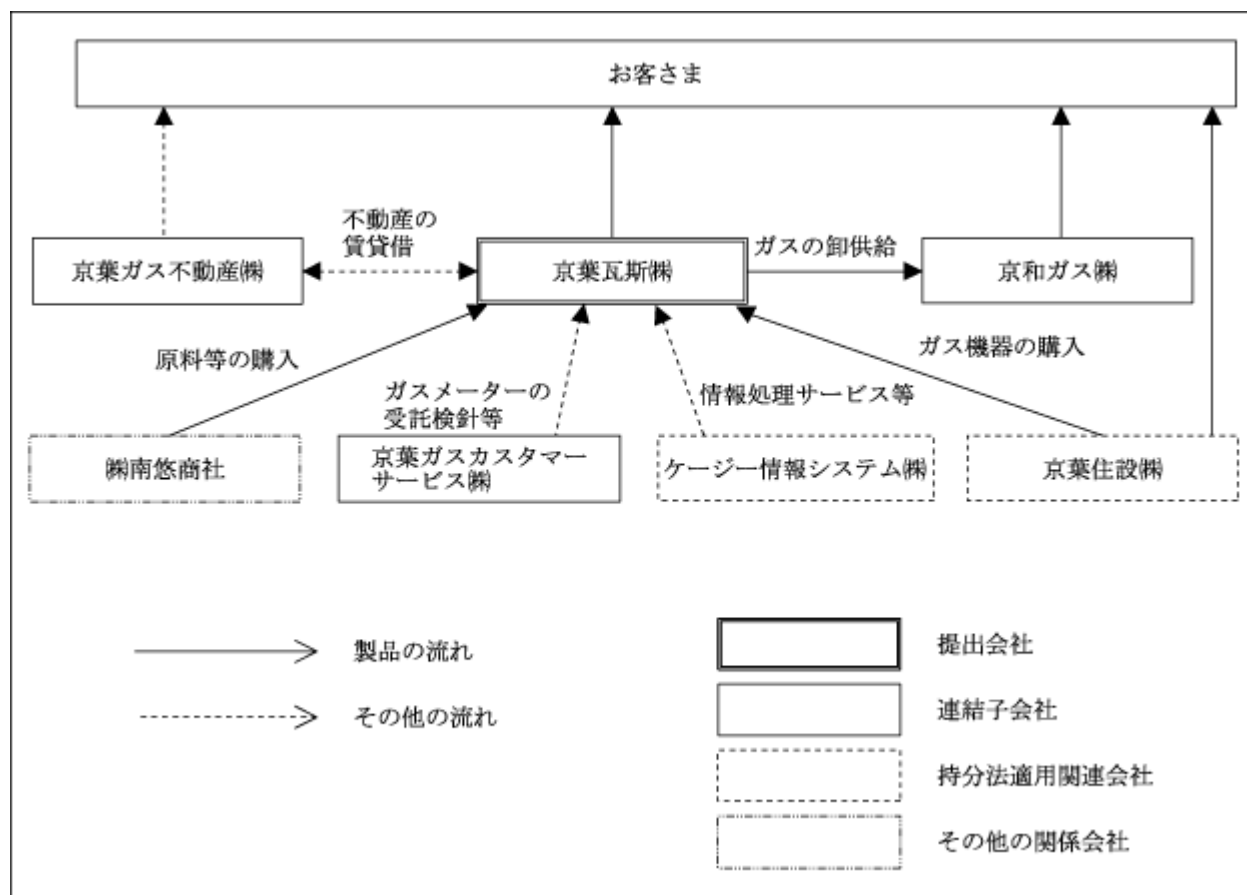 お客さま
不動産の
賃貸借
ガスの卸供給
京葉ガス不動産㈱
京葉瓦斯㈱
京和ガス㈱
原料等の購入
ガスメーターの
受託検針等
情報処理サービス等
ガス機器の購入
㈱南悠商社
京葉ガスカスタマー
サービス㈱
ケージー情報システム㈱
京葉住設㈱
製品の流れ
その他の流れ
提出会社
連結子会社
持分法適用関連会社
その他の関係会社